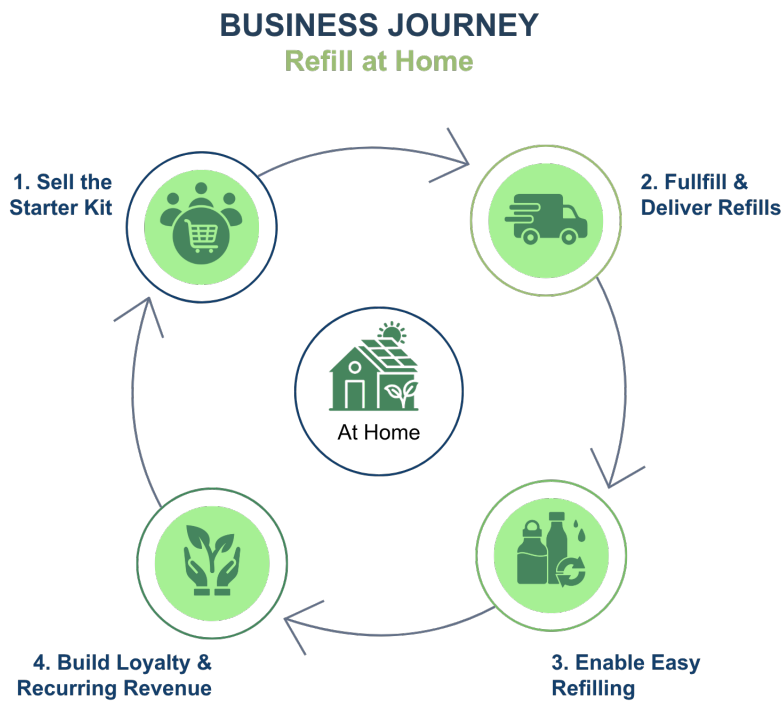 BUSINESS JOURNEY
Refill at Home
1. Sell the
Starter Kit
2. Fullfill &
Deliver Refills
At Home
4. Build Loyalty &
Recurring Revenue
3. Enable Easy
Refilling